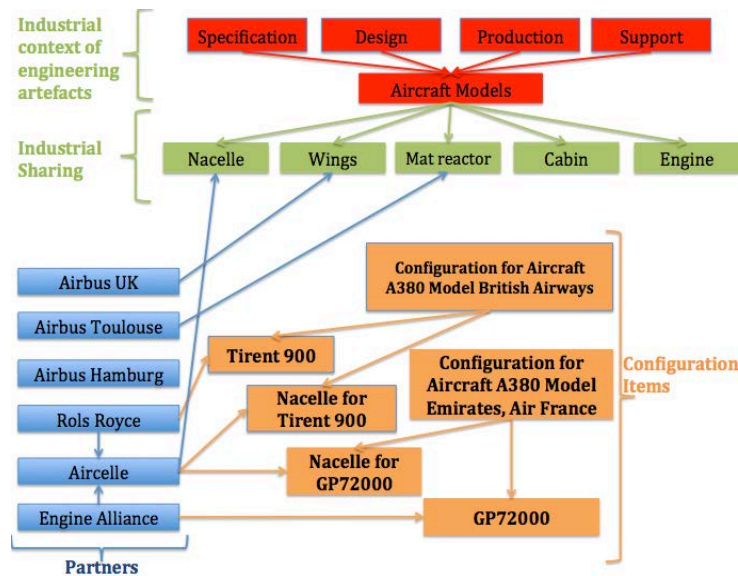 Industrial
context of
engineering
artefacts
Specification
Design
Production
Support
Aircraft Models
Industrial
Sharing
Nacelle
Wings
Mat reactor
Cabin
Engine
Airbus UK
Airbus Toulouse
Airbus Hamburg
Rols Royce
Aircelle
Engine Alliance
Partners
Configuration for Aircraft
A380 Model British Airways
Tirent 900
Nacelle for
Tirent 900
Configuration for
Aircraft A380 Model
Emirates, Air France
Nacelle for
GP72000
GP72000
Configuration
Items